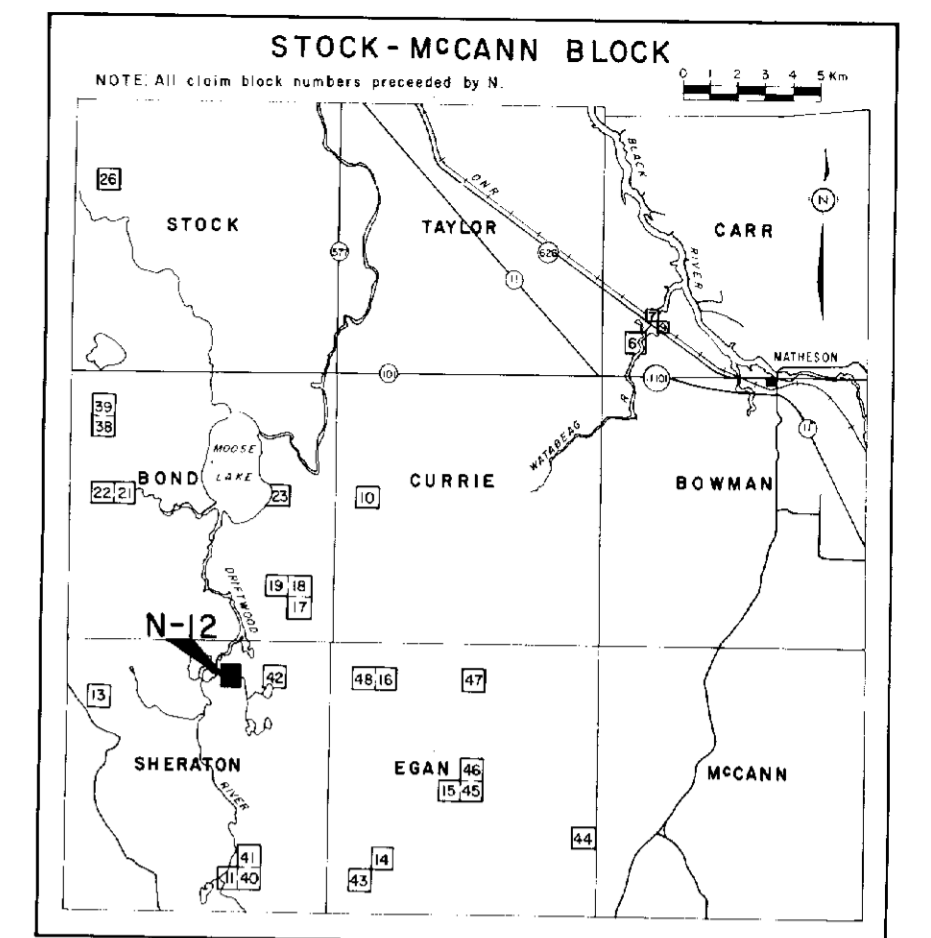 STOCK - McCANN BLOCK
NOTE: All claim block numbers preceeded by N.
0 1 2 3 4 5 Km
26
STOCK
577
ONR
TAYLOR
11
626
BLACK
RIVER
CARR
N
7
9
6
MATHESON
101
11 101
11
39
38
MOOSE
LAKE
BOND
22 21
23
10
CURRIE
WATABEAG R
BOWMAN
19 18
17
DRIFTWOOD
N-12
42
13
48 16
47
SHERATON
RIVER
EGAN
46
15 45
McCANN
44
41
11 40
14
43